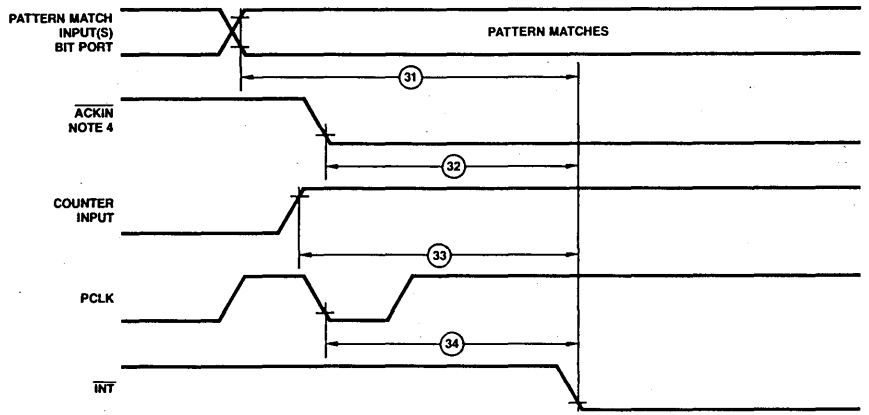 PATTERN MATCH
INPUT(S)
BIT PORT
PATTERN MATCHES
31
ACKIN
NOTE 4
32
COUNTER
INPUT
33
PCLK
34
INT